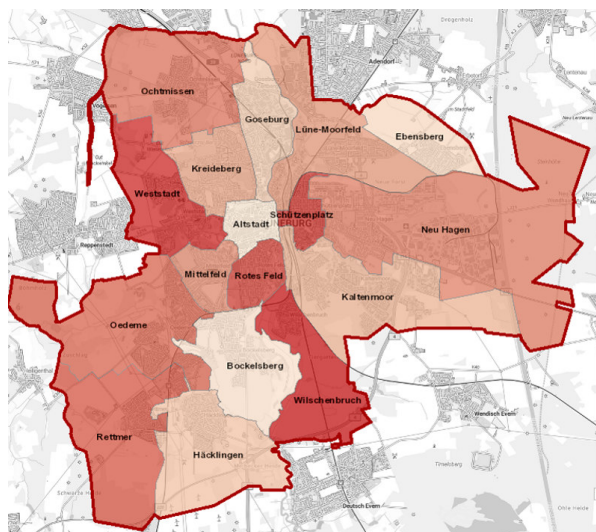 Adendorf
Ochtmissen
Goseburg
Lüne-Moorfeld
Ebensberg
Kreideberg
Weststadt
Schützenplatz
Altstadt
Neu Hagen
Reppenstedt
Mittelfeld
Rotes Feld
Kaltenmoor
Oedeme
Bockelsberg
Wilschenbruch
Wendisch Evern
Rettmer
Häcklingen
Deutsch Evern